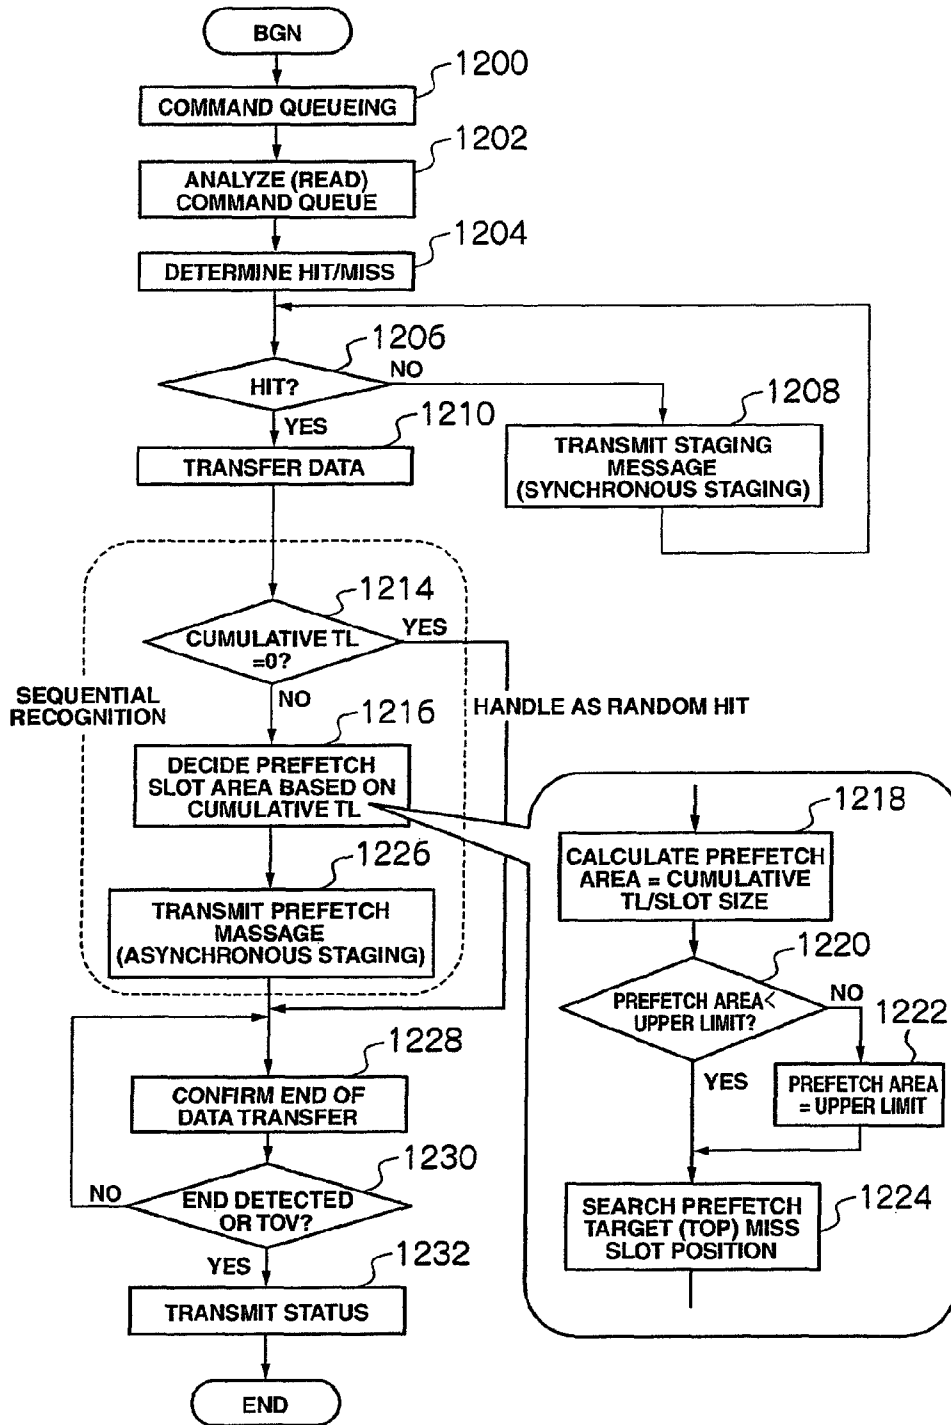 BGN
1200
COMMAND QUEUEING
1202
ANALYZE (READ)
COMMAND QUEUE
1204
DETERMINE HIT/MISS
1206
HIT?
NO
YES
1208
TRANSMIT STAGING
MESSAGE
(SYNCHRONOUS STAGING)
1210
TRANSFER DATA
1214
CUMULATIVE TL
=0?
YES
NO
SEQUENTIAL
RECOGNITION
HANDLE AS RANDOM HIT
1216
DECIDE PREFETCH
SLOT AREA BASED ON
CUMULATIVE TL
1226
TRANSMIT PREFETCH
MASSAGE
(ASYNCHRONOUS STAGING)
1218
CALCULATE PREFETCH
AREA = CUMULATIVE
TL/SLOT SIZE
1220
PREFETCH AREA<
UPPER LIMIT?
NO
YES
1222
PREFETCH AREA
= UPPER LIMIT
1224
SEARCH PREFETCH
TARGET (TOP) MISS
SLOT POSITION
1228
CONFIRM END OF
DATA TRANSFER
1230
END DETECTED
OR TOV?
NO
YES
1232
TRANSMIT STATUS
END